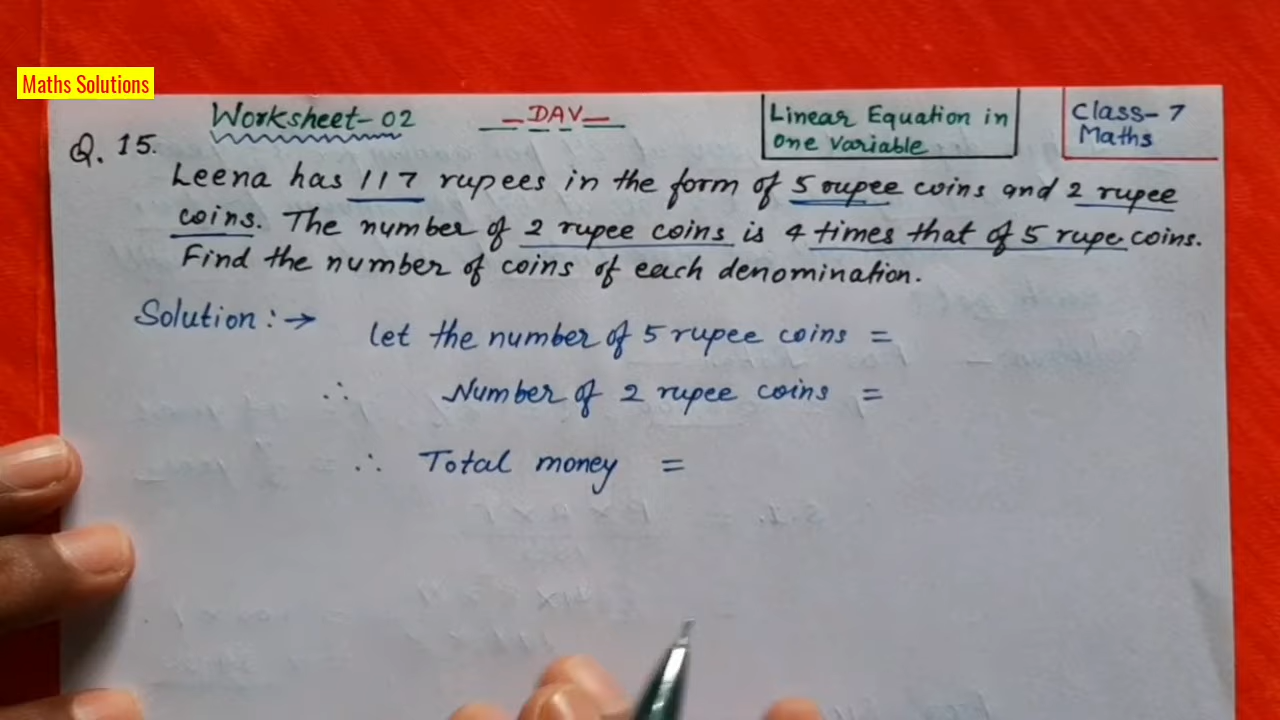 Maths Solutions
Worksheet-02
DAV
Linear Equation in
one variable
Class-7
Maths
Q. 15.
Leena has 117 rupees in the form of 5 oupee coins and 2 rupee
coins. The number of 2 rupee coins is 4 times that of 5 rupe coins.
Find the number of coins of each denomination.
Solution :→
let the number of 5 rupee coins =
∴ Number of 2 rupee coins =
∴ Total money =